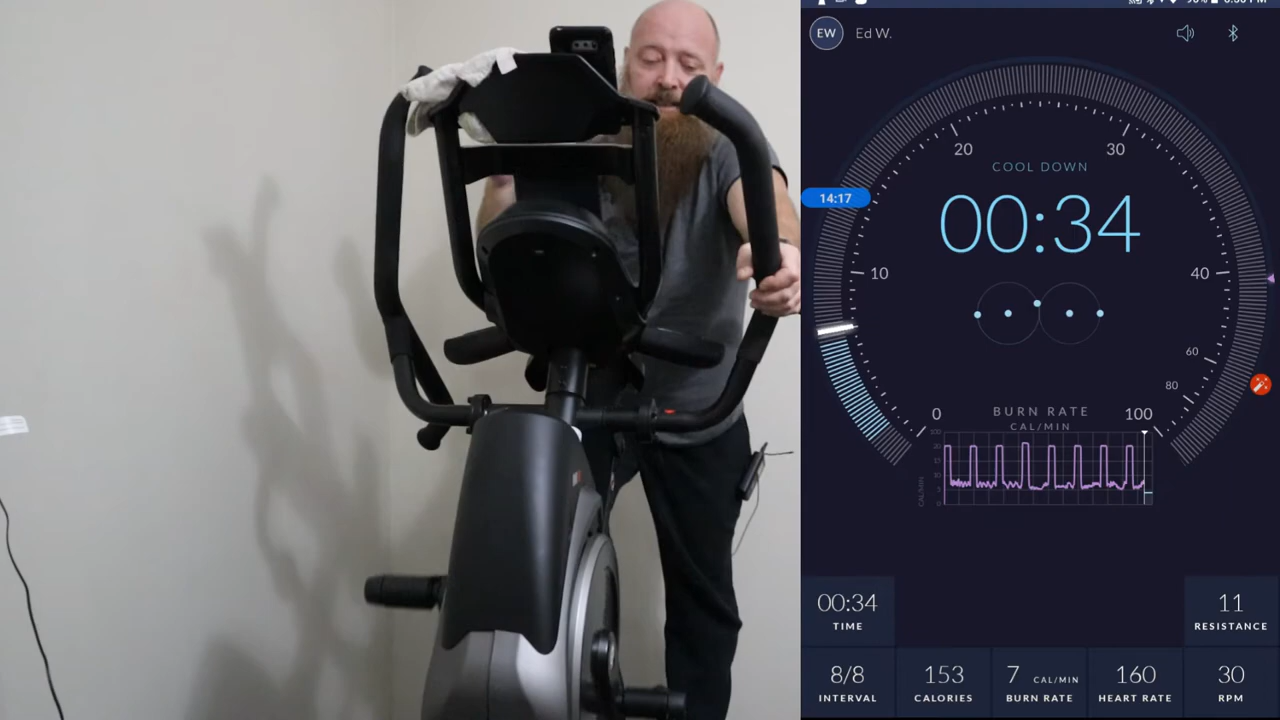 EW Ed W.
20 30
COOL DOWN
14:17
00:34
10 40
60
80
0 100
BURN RATE
CAL/MIN
00:34
TIME
11
RESISTANCE
8/8
INTERVAL
153
CALORIES
7 CAL/MIN
BURN RATE
160
HEART RATE
30
RPM